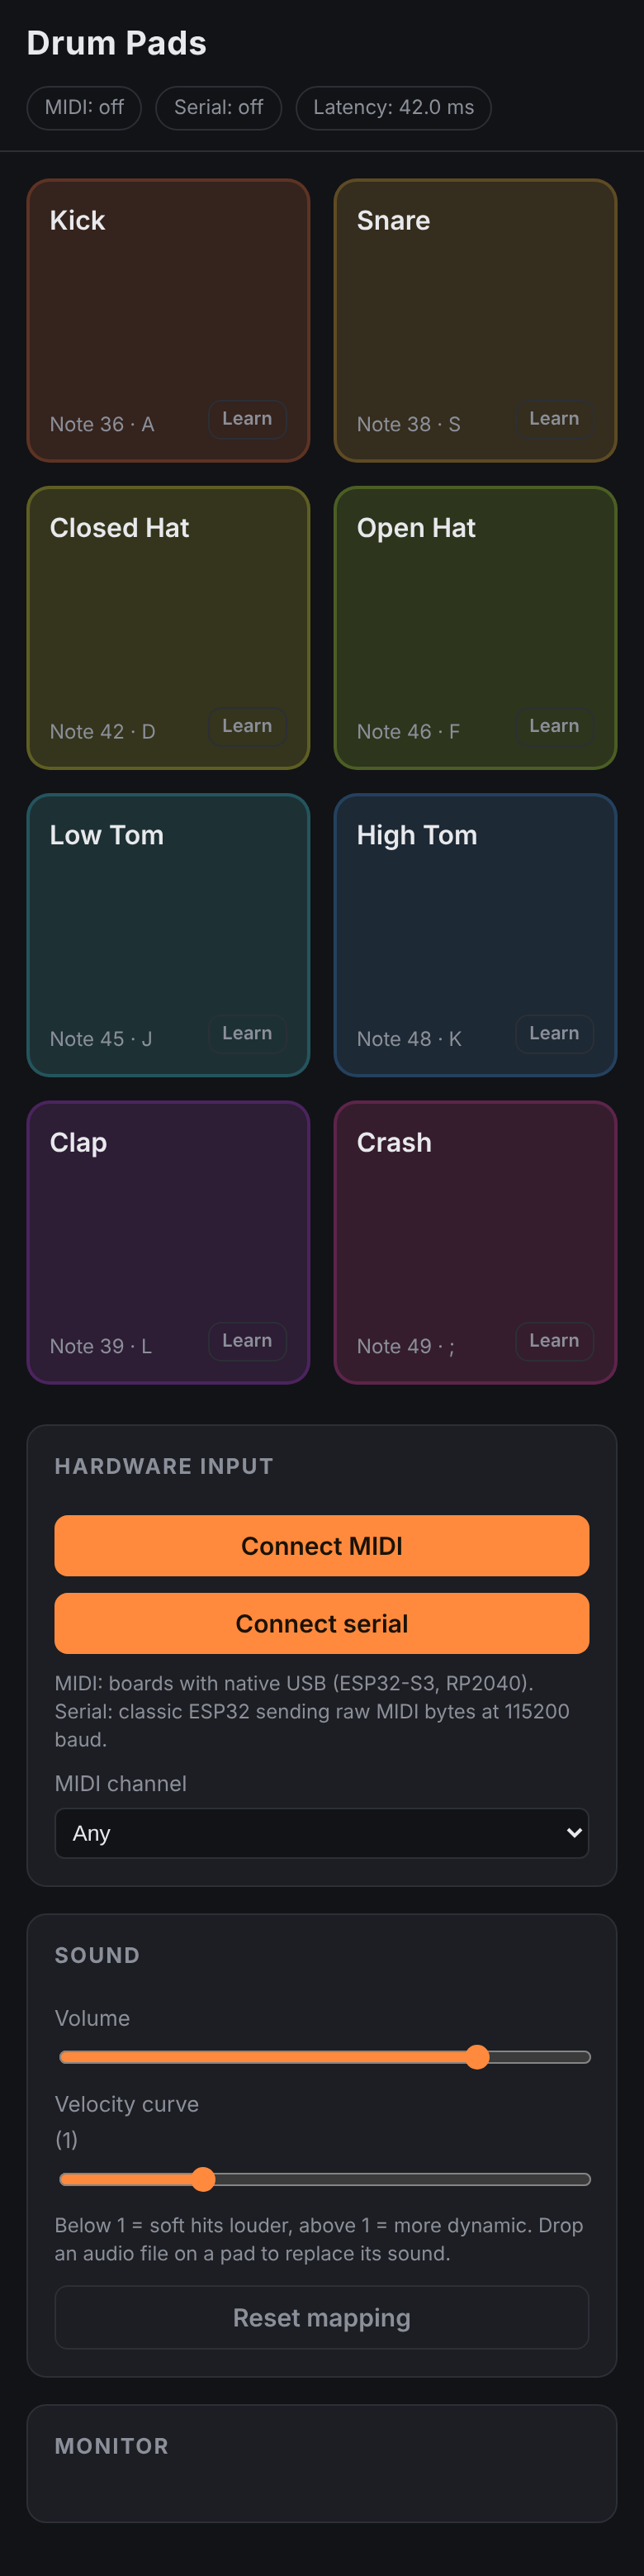 Drum Pads
MIDI: off Serial: off Latency: 42.0 ms
Kick
Note 36 · A Learn
Snare
Note 38 · S Learn
Closed Hat
Note 42 · D Learn
Open Hat
Note 46 · F Learn
Low Tom
Note 45 · J Learn
High Tom
Note 48 · K Learn
Clap
Note 39 · L Learn
Crash
Note 49 · ; Learn
HARDWARE INPUT
Connect MIDI
Connect serial
MIDI: boards with native USB (ESP32-S3, RP2040).
Serial: classic ESP32 sending raw MIDI bytes at 115200
baud.
MIDI channel
Any
SOUND
Volume
Velocity curve
(1)
Below 1 = soft hits louder, above 1 = more dynamic. Drop
an audio file on a pad to replace its sound.
Reset mapping
MONITOR